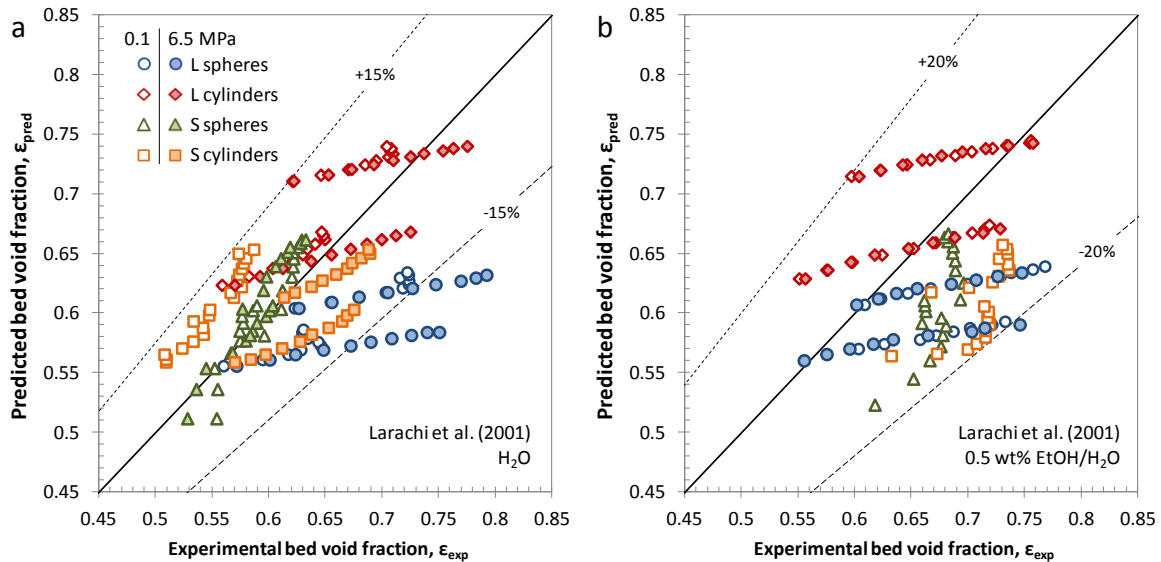 a
0.1 6.5 MPa
L spheres
L cylinders
S spheres
S cylinders
+15%
-15%
Larachi et al. (2001)
H₂O
Predicted bed void fraction, ε_pred
0.85
0.8
0.75
0.7
0.65
0.6
0.55
0.5
0.45
0.45 0.5 0.55 0.6 0.65 0.7 0.75 0.8 0.85
Experimental bed void fraction, ε_exp
b
+20%
-20%
Larachi et al. (2001)
0.5 wt% EtOH/H₂O
Predicted bed void fraction, ε_pred
0.85
0.8
0.75
0.7
0.65
0.6
0.55
0.5
0.45
0.45 0.5 0.55 0.6 0.65 0.7 0.75 0.8 0.85
Experimental bed void fraction, ε_exp